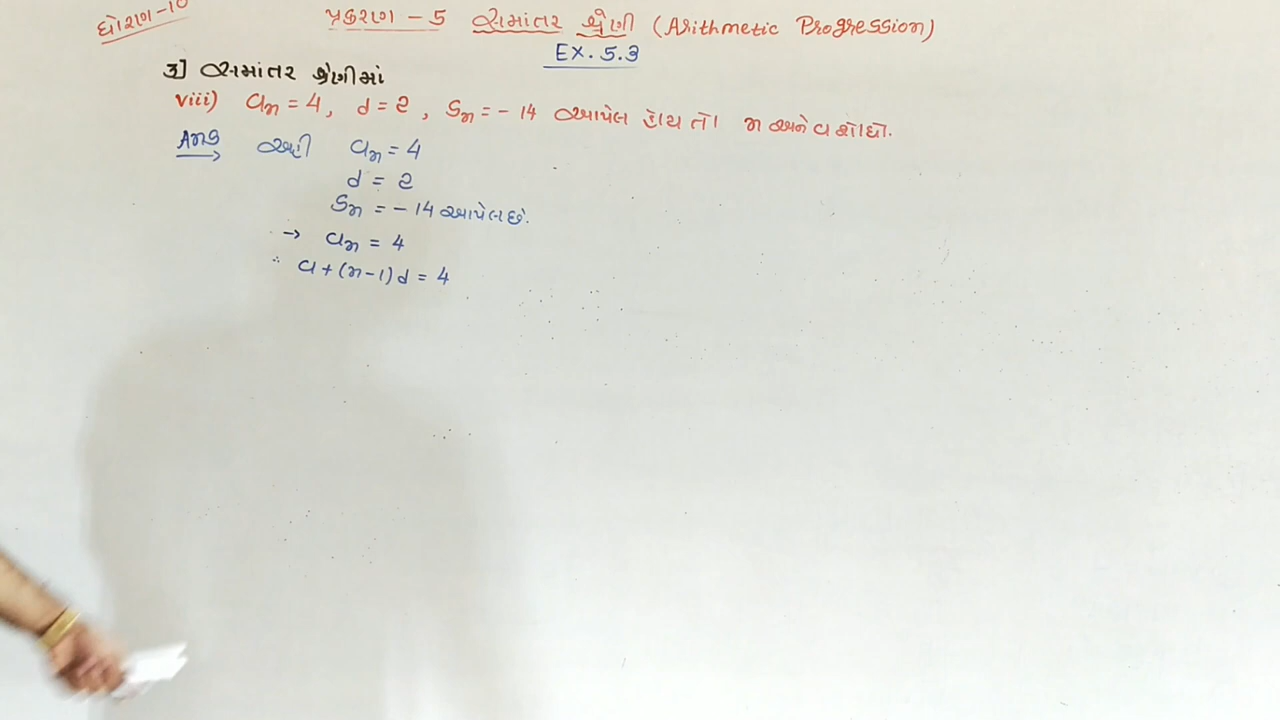 ધોરણ-10
પ્રકરણ - 5 સમાંતર શ્રેણી (Arithmetic Progression)
EX. 5.3
3] સમાંતર શ્રેણીમાં
viii) an = 4, d = 2, Sn = - 14 આપેલ હોય તો n અને a શોધો.
Ans અહીં an = 4
d = 2
Sn = - 14 આપેલ છે.
→ an = 4
∴ a + (n-1) d = 4